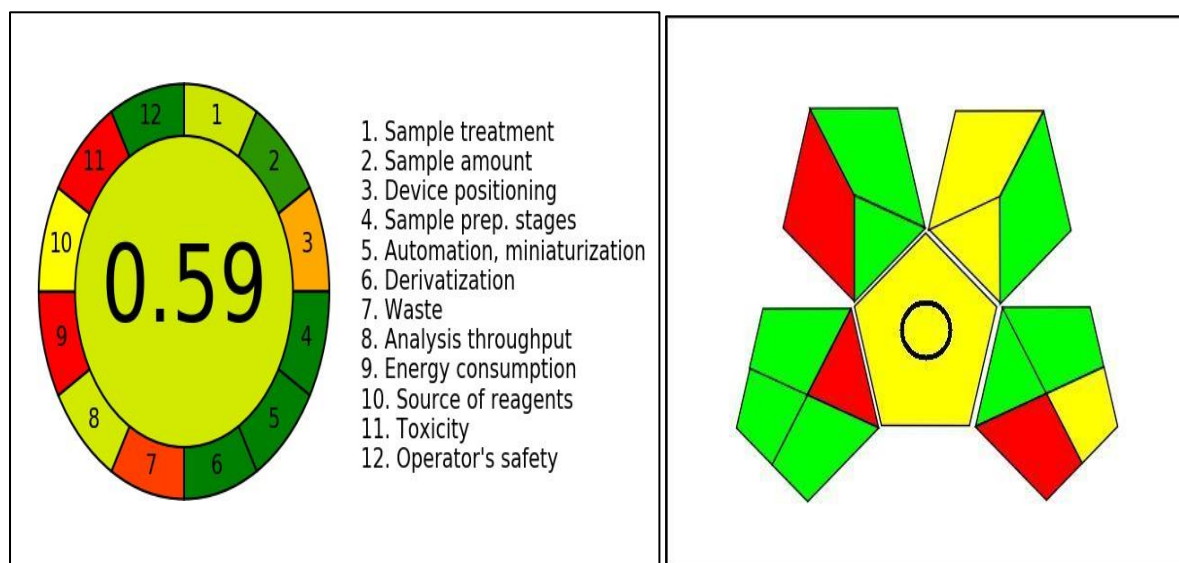 12
1
11
2
10
3
0.59
9
4
8
5
7
6
1. Sample treatment
2. Sample amount
3. Device positioning
4. Sample prep. stages
5. Automation, miniaturization
6. Derivatization
7. Waste
8. Analysis throughput
9. Energy consumption
10. Source of reagents
11. Toxicity
12. Operator's safety